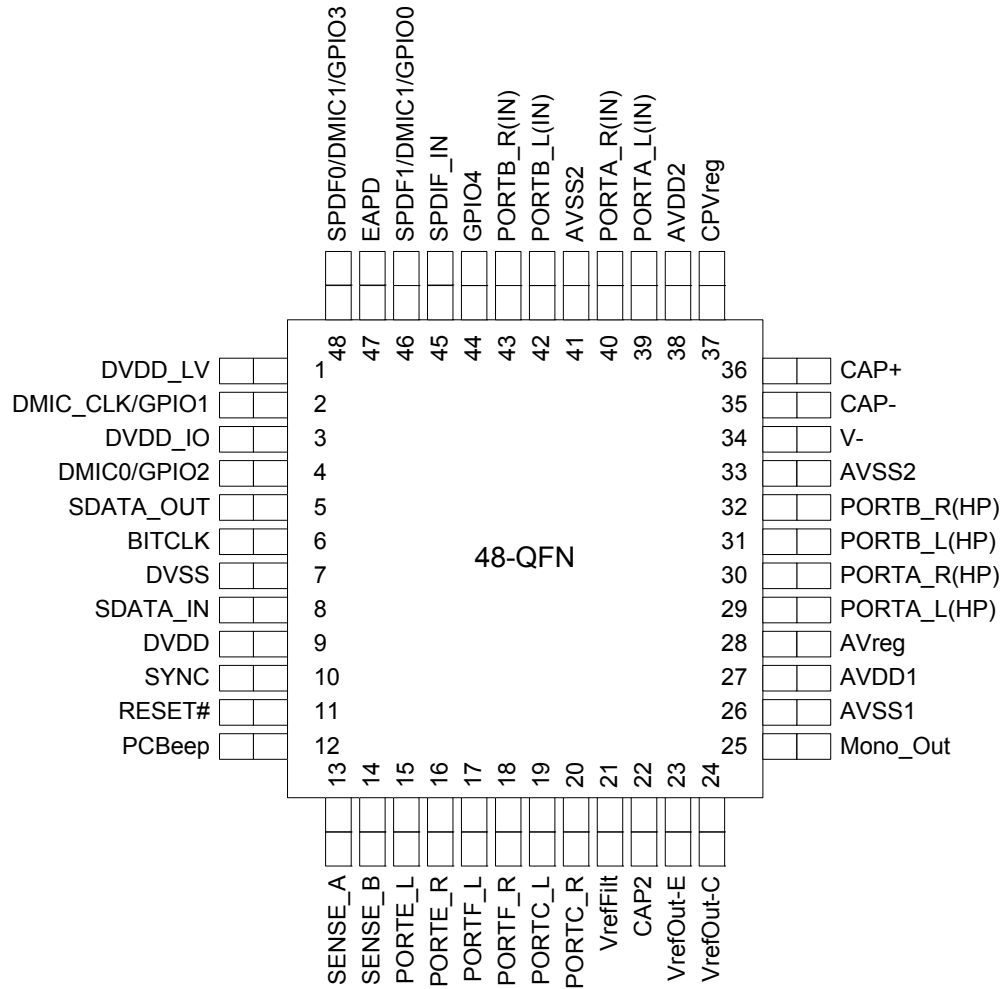 SPDF0/DMIC1/GPIO3
EAPD
SPDF1/DMIC1/GPIO0
SPDIF_IN
GPIO4
PORTB_R(IN)
PORTB_L(IN)
AVSS2
PORTA_R(IN)
PORTA_L(IN)
AVDD2
CPVreg
48
47
46
45
44
43
42
41
40
39
38
37
DVDD_LV 1
DMIC_CLK/GPIO1 2
DVDD_IO 3
DMIC0/GPIO2 4
SDATA_OUT 5
BITCLK 6
DVSS 7
SDATA_IN 8
DVDD 9
SYNC 10
RESET# 11
PCBeep 12
48-QFN
36 CAP+
35 CAP-
34 V-
33 AVSS2
32 PORTB_R(HP)
31 PORTB_L(HP)
30 PORTA_R(HP)
29 PORTA_L(HP)
28 AVreg
27 AVDD1
26 AVSS1
25 Mono_Out
13
14
15
16
17
18
19
20
21
22
23
24
SENSE_A
SENSE_B
PORTE_L
PORTE_R
PORTF_L
PORTF_R
PORTC_L
PORTC_R
VrefFilt
CAP2
VrefOut-E
VrefOut-C